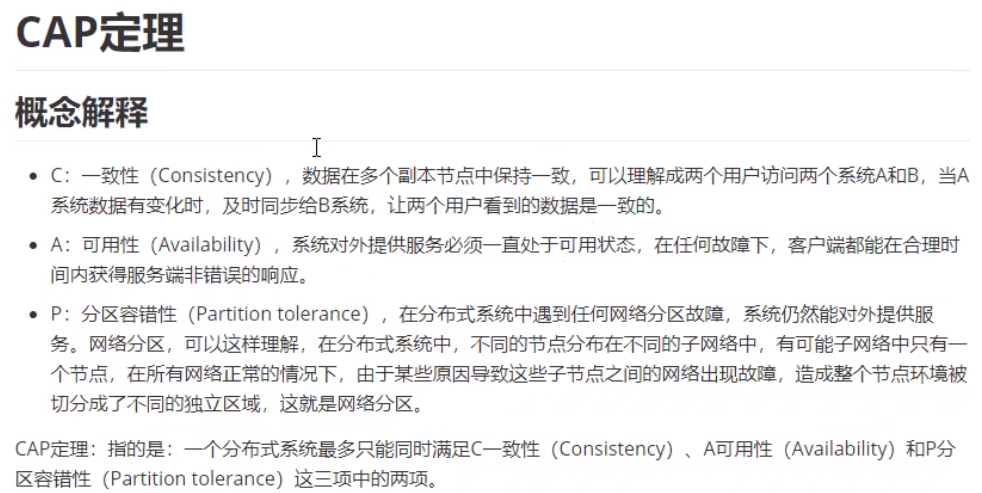 CAP定理
概念解释
C：一致性（Consistency），数据在多个副本节点中保持一致，可以理解成两个用户访问两个系统A和B，当A
系统数据有变化时，及时同步给B系统，让两个用户看到的数据是一致的。
A：可用性（Availability），系统对外提供服务必须一直处于可用状态，在任何故障下，客户端都能在合理时
间内获得服务端非错误的响应。
P：分区容错性（Partition tolerance），在分布式系统中遇到任何网络分区故障，系统仍然能对外提供服
务。网络分区，可以这样理解，在分布式系统中，不同的节点分布在不同的子网络中，有可能子网络中只有一
个节点，在所有网络正常的情况下，由于某些原因导致这些子节点之间的网络出现故障，造成整个节点环境被
切分成了不同的独立区域，这就是网络分区。
CAP定理：指的是：一个分布式系统最多只能同时满足C一致性（Consistency）、A可用性（Availability）和P分
区容错性（Partition tolerance）这三项中的两项。